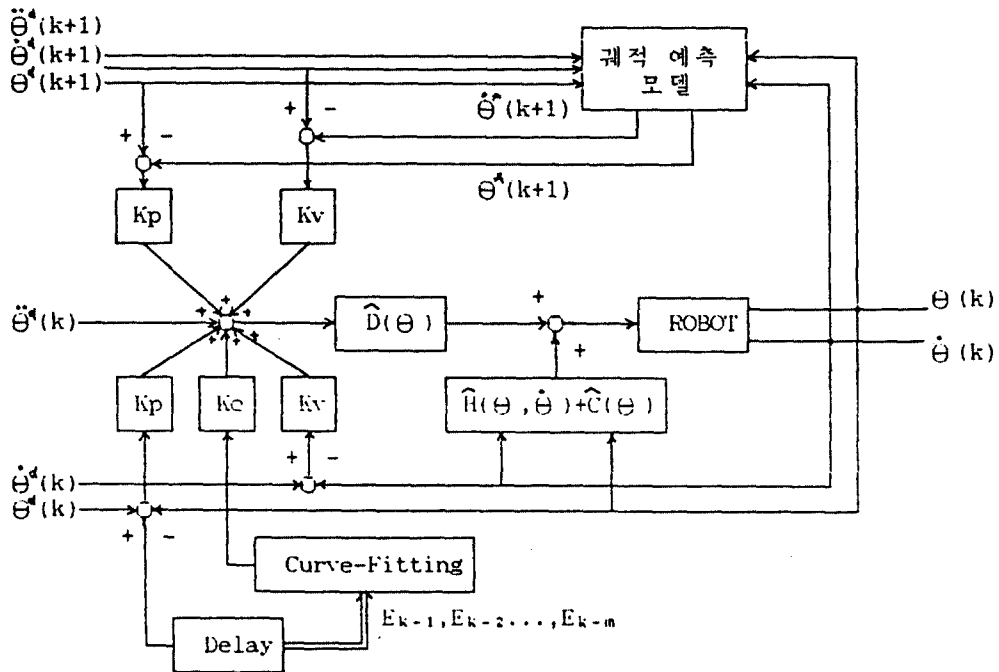 Θ̈ᵈ(k+1)
Θ̇ᵈ(k+1)
Θᵈ(k+1)
궤적 예측
모델
+ −
Θ̇^(k+1)
+ −
Θ^(k+1)
Kp
Kv
+ + + + + +
Θ̈ᵈ(k)
D̂(Θ)
+
ROBOT
Θ(k)
+
Θ̇(k)
Kp
Kc
Kv
Ĥ(Θ,Θ̇)+Ĉ(Θ)
+ −
Θ̇ᵈ(k)
Θᵈ(k)
+ −
Curve-Fitting
Eₖ₋₁,Eₖ₋₂...,Eₖ₋ₘ
Delay